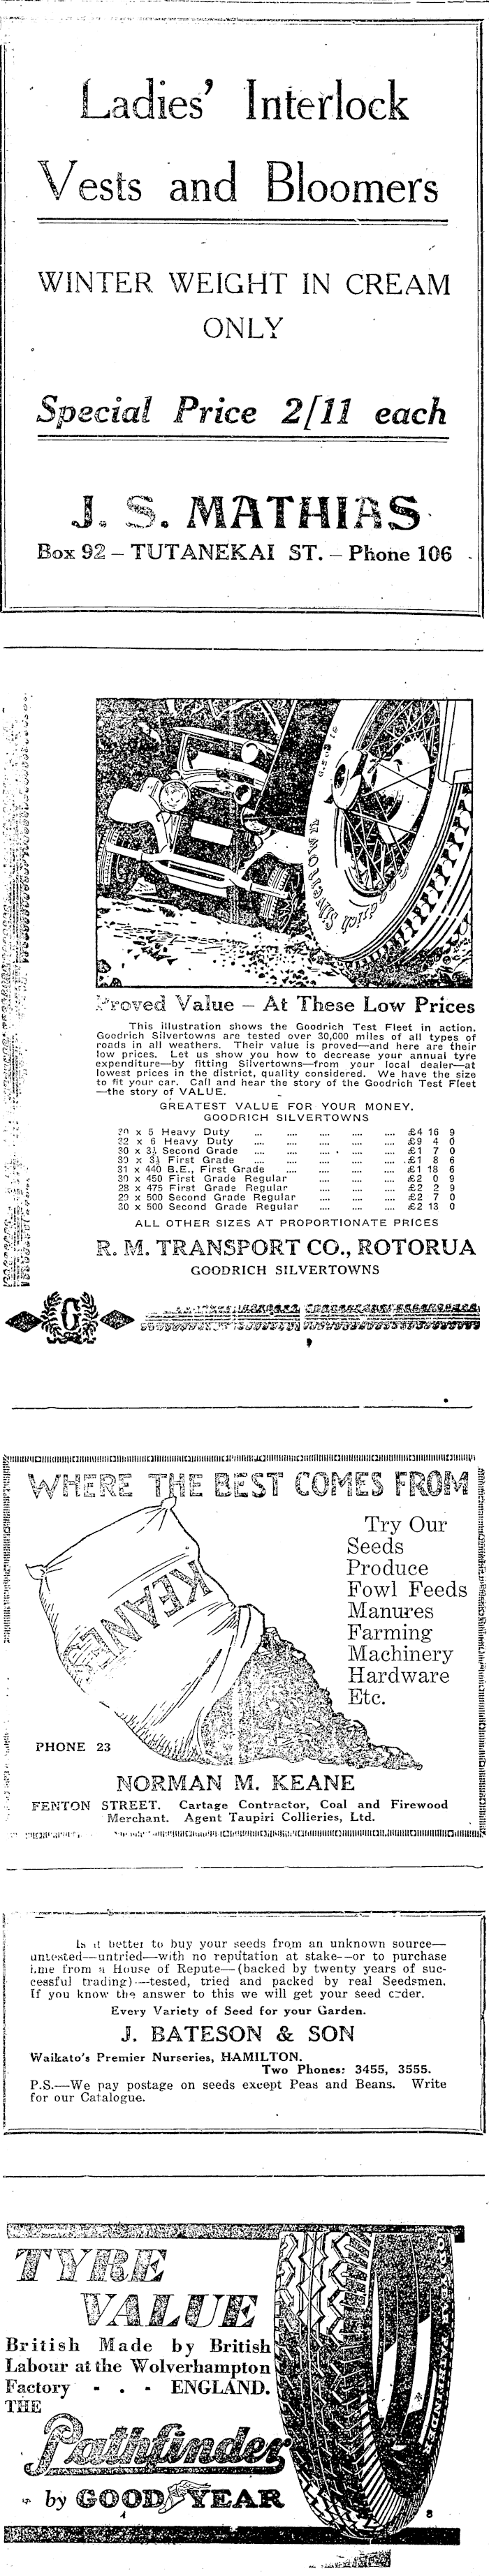 Ladies' Interlock
Vests and Bloomers
WINTER WEIGHT IN CREAM
ONLY
Special Price 2/11 each
J. S. MATHIAS
Box 92 – TUTANEKAI ST. – Phone 106
Goodrich SILVERTOWN
Proved Value – At These Low Prices
This illustration shows the Goodrich Test Fleet in action.
Goodrich Silvertowns are tested over 30,000 miles of all types of
roads in all weathers. Their value is proved—and here are their
low prices. Let us show you how to decrease your annual tyre
expenditure—by fitting Silvertowns—from your local dealer—at
lowest prices in the district, quality considered. We have the size
to fit your car. Call and hear the story of the Goodrich Test Fleet
—the story of VALUE.
GREATEST VALUE FOR YOUR MONEY.
GOODRICH SILVERTOWNS
x 5 Heavy Duty .... .... .... .... .... £4 16 9
32 x 6 Heavy Duty .... .... .... .... .... £9 4 0
30 x 3½ Second Grade .... .... .... .... £1 7 0
30 x 3½ First Grade .... .... .... .... .... £1 8 6
31 x 440 B.E., First Grade .... .... .... .... £1 18 6
30 x 450 First Grade Regular .... .... .... £2 0 9
28 x 475 First Grade Regular .... .... .... £2 2 9
29 x 500 Second Grade Regular .... .... .... £2 7 0
30 x 500 Second Grade Regular .... .... .... £2 13 0
ALL OTHER SIZES AT PROPORTIONATE PRICES
R. M. TRANSPORT CO., ROTORUA
GOODRICH SILVERTOWNS
G
WHERE THE BEST COMES FROM
Try Our
Seeds
Produce
Fowl Feeds
Manures
Farming
Machinery
Hardware
Etc.
KEANES
PHONE 23
NORMAN M. KEANE
FENTON STREET. Cartage Contractor, Coal and Firewood
Merchant. Agent Taupiri Collieries, Ltd.
Is it better to buy your seeds from an unknown source—
untested—untried—with no reputation at stake—or to purchase
from a House of Repute—(backed by twenty years of suc-
cessful trading)—tested, tried and packed by real Seedsmen.
If you know the answer to this we will get your seed order.
Every Variety of Seed for your Garden.
J. BATESON & SON
Waikato's Premier Nurseries, HAMILTON.
Two Phones: 3455, 3555.
P.S.—We pay postage on seeds except Peas and Beans. Write
for our Catalogue.
TYRE
VALUE
British Made by British
Labour at the Wolverhampton
Factory - . - ENGLAND.
THE
Pathfinder
by GOODYEAR
4 8